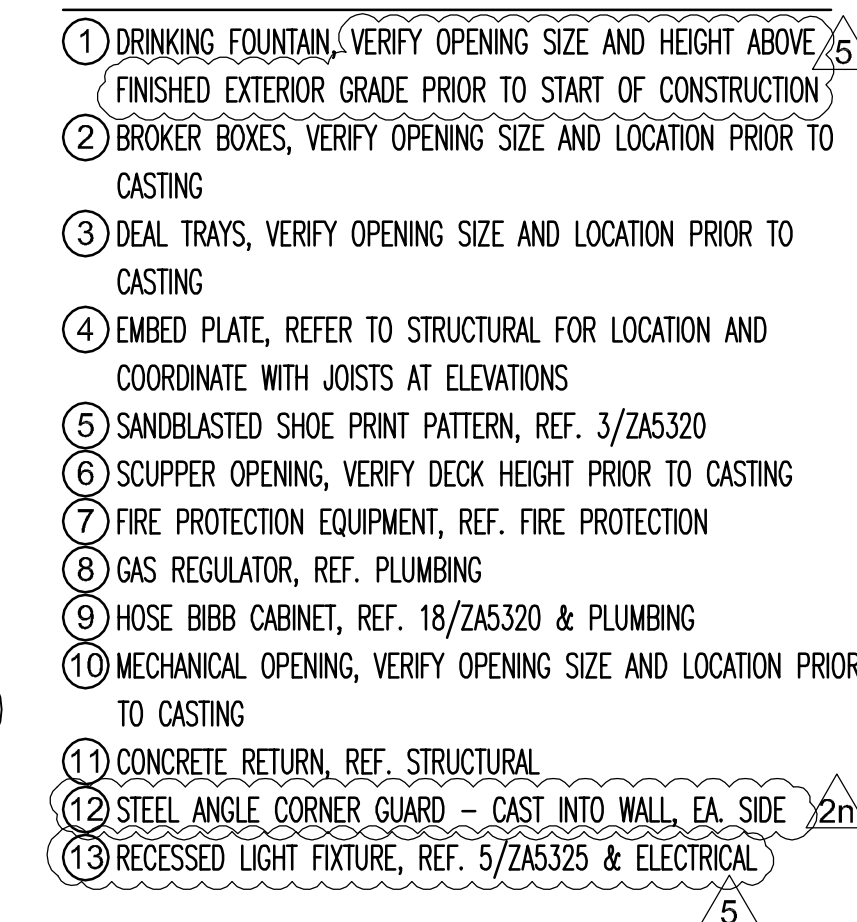 1 DRINKING FOUNTAIN, VERIFY OPENING SIZE AND HEIGHT ABOVE 5
FINISHED EXTERIOR GRADE PRIOR TO START OF CONSTRUCTION
2 BROKER BOXES, VERIFY OPENING SIZE AND LOCATION PRIOR TO
CASTING
3 DEAL TRAYS, VERIFY OPENING SIZE AND LOCATION PRIOR TO
CASTING
4 EMBED PLATE, REFER TO STRUCTURAL FOR LOCATION AND
COORDINATE WITH JOISTS AT ELEVATIONS
5 SANDBLASTED SHOE PRINT PATTERN, REF. 3/ZA5320
6 SCUPPER OPENING, VERIFY DECK HEIGHT PRIOR TO CASTING
7 FIRE PROTECTION EQUIPMENT, REF. FIRE PROTECTION
8 GAS REGULATOR, REF. PLUMBING
9 HOSE BIBB CABINET, REF. 18/ZA5320 & PLUMBING
10 MECHANICAL OPENING, VERIFY OPENING SIZE AND LOCATION PRIOR
TO CASTING
11 CONCRETE RETURN, REF. STRUCTURAL
12 STEEL ANGLE CORNER GUARD – CAST INTO WALL, EA. SIDE 2n
13 RECESSED LIGHT FIXTURE, REF. 5/ZA5325 & ELECTRICAL
5